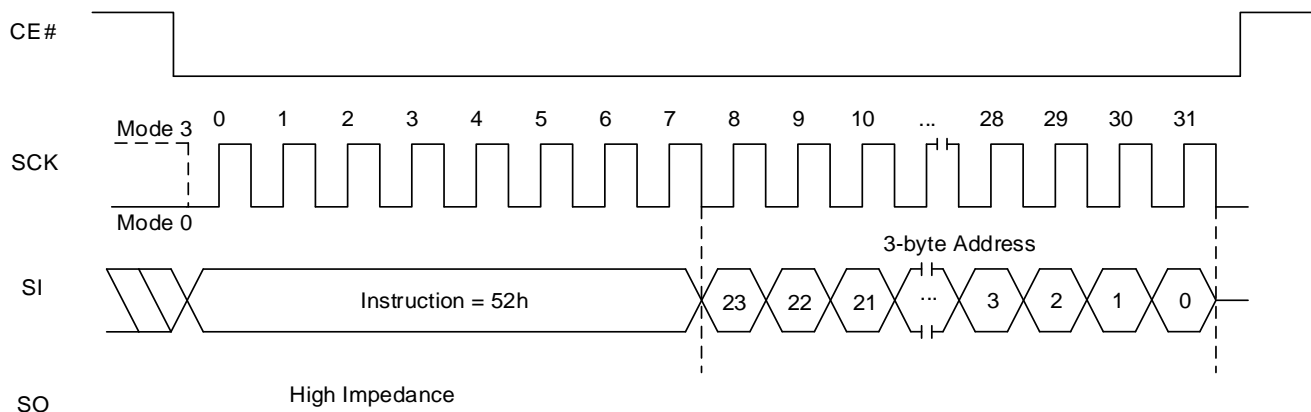 CE#
0 1 2 3 4 5 6 7 8 9 10 ... 28 29 30 31
Mode 3
SCK
Mode 0
3-byte Address
SI
Instruction = 52h
23 22 21 ... 3 2 1 0
High Impedance
SO